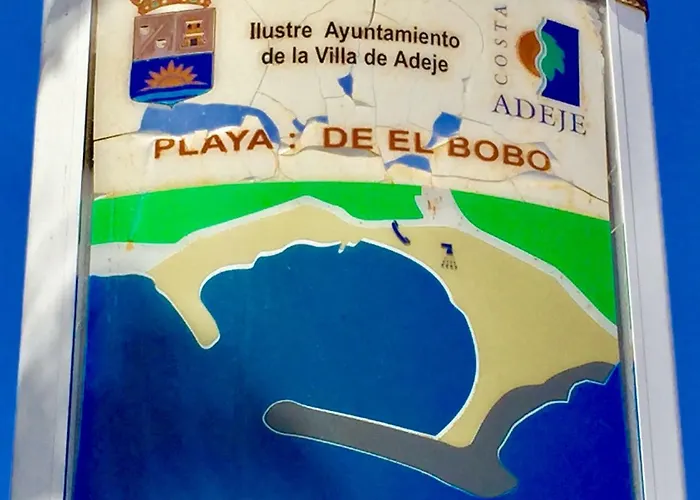 Ilustre Ayuntamiento
de la Villa de Adeje
COSTA
ADEJE
PLAYA : DE EL BOBO